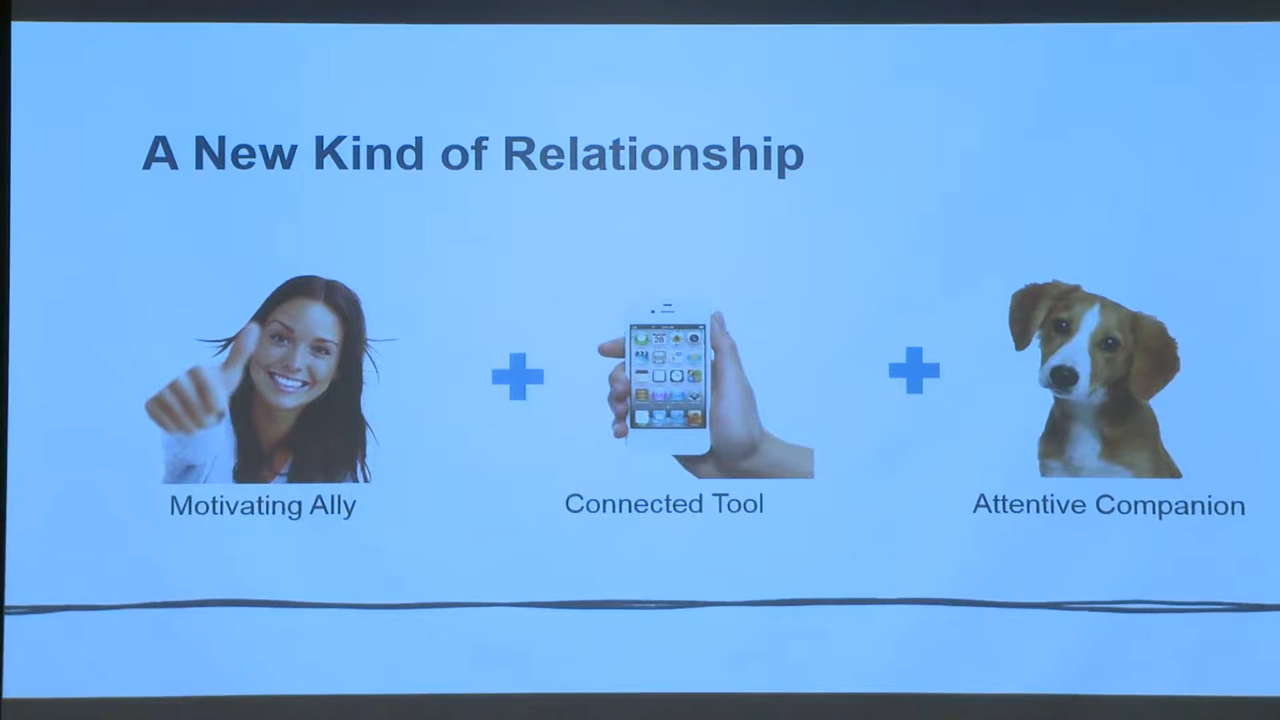 A New Kind of Relationship
Motivating Ally
Connected Tool
Attentive Companion